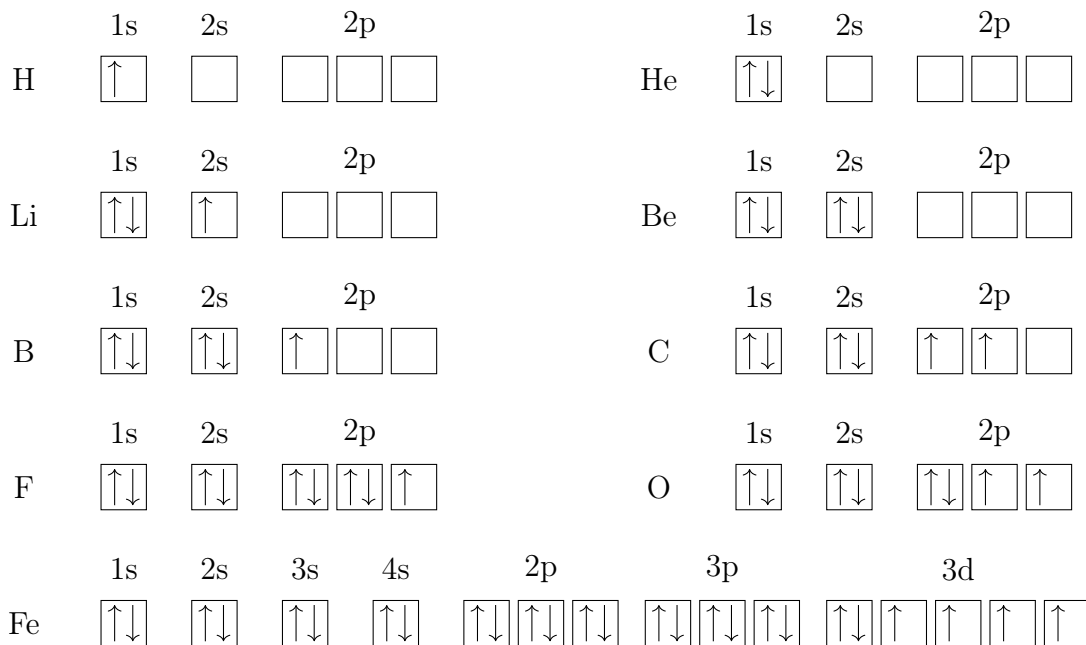 1s 2s 2p 1s 2s 2p
H ↑ He ↑↓
1s 2s 2p 1s 2s 2p
Li ↑↓ ↑ Be ↑↓ ↑↓
1s 2s 2p 1s 2s 2p
B ↑↓ ↑↓ ↑ C ↑↓ ↑↓ ↑ ↑
1s 2s 2p 1s 2s 2p
F ↑↓ ↑↓ ↑↓ ↑↓ ↑ O ↑↓ ↑↓ ↑↓ ↑ ↑
1s 2s 3s 4s 2p 3p 3d
Fe ↑↓ ↑↓ ↑↓ ↑↓ ↑↓ ↑↓ ↑↓ ↑↓ ↑↓ ↑↓ ↑↓ ↑ ↑ ↑ ↑